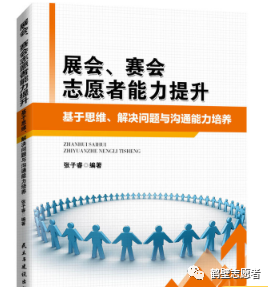 展会、赛会
志愿者能力提升
基于思维、解决问题与沟通能力培养
ZHANHUI SAIHUI
ZHIYUANZHE NENGLI TISHENG
张予睿◎编著
展会、赛会志愿者能力提升
基于思维、解决问题与沟通能力培养
张予睿◎编著
鹤壁志愿者